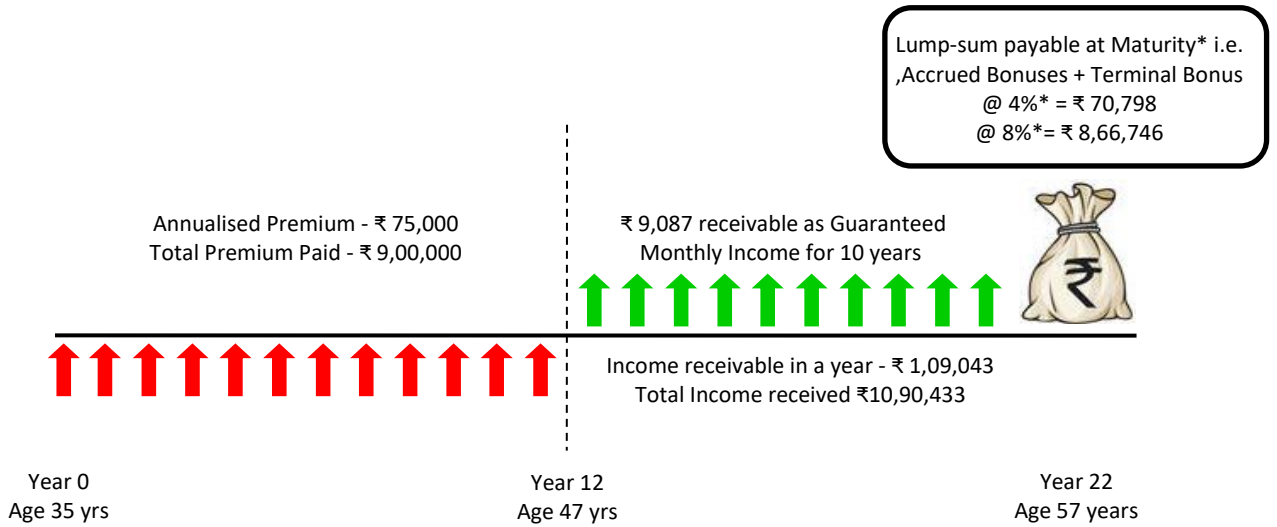 Lump-sum payable at Maturity* i.e.
,Accrued Bonuses + Terminal Bonus
@ 4%* = ₹ 70,798
@ 8%*= ₹ 8,66,746
Annualised Premium - ₹ 75,000
Total Premium Paid - ₹ 9,00,000
₹ 9,087 receivable as Guaranteed
Monthly Income for 10 years
₹
Income receivable in a year - ₹ 1,09,043
Total Income received ₹10,90,433
Year 0
Age 35 yrs
Year 12
Age 47 yrs
Year 22
Age 57 years